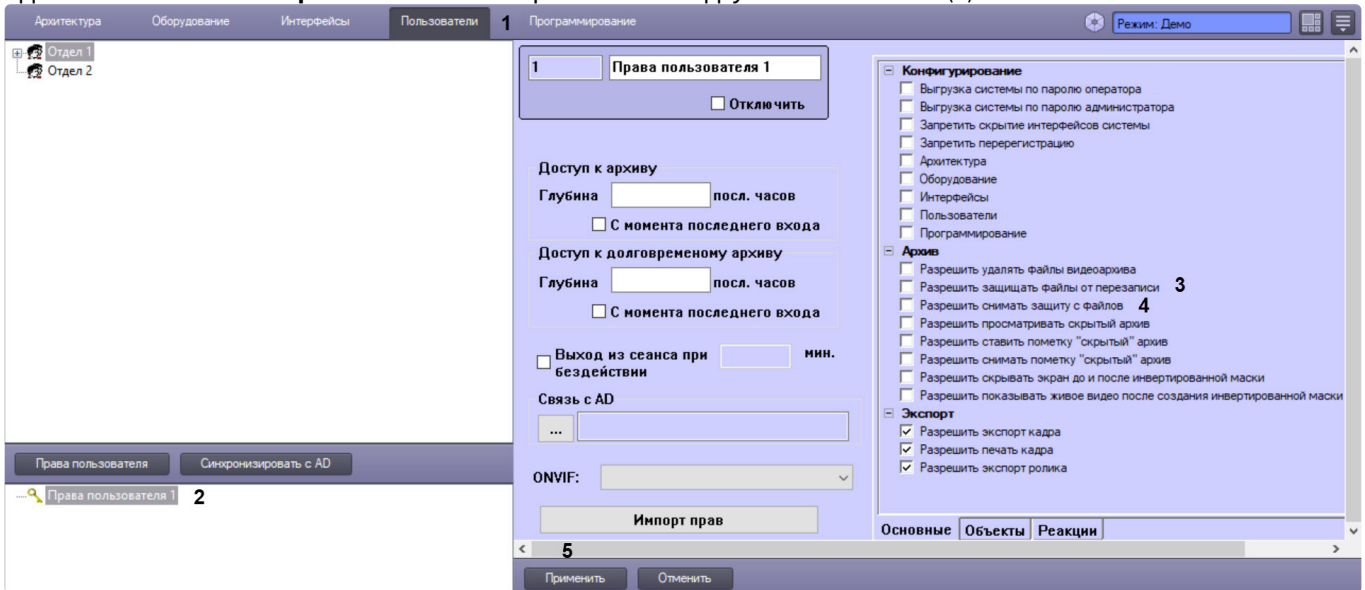 Архитектура Оборудование Интерфейсы Пользователи 1 Программирование Режим: Демо
Отдел 1
Отдел 2
1 Права пользователя 1
Отключить
Доступ к архиву
Глубина посл. часов
С момента последнего входа
Доступ к долговременому архиву
Глубина посл. часов
С момента последнего входа
Выход из сеанса при мин.
бездействии
Связь с AD
...
ONVIF:
Импорт прав
Конфигурирование
Выгрузка системы по паролю оператора
Выгрузка системы по паролю администратора
Запретить скрытие интерфейсов системы
Запретить перерегистрацию
Архитектура
Оборудование
Интерфейсы
Пользователи
Программирование
Архив
Разрешить удалять файлы видеоархива
Разрешить защищать файлы от перезаписи 3
Разрешить снимать защиту с файлов 4
Разрешить просматривать скрытый архив
Разрешить ставить пометку "скрытый" архив
Разрешить снимать пометку "скрытый" архив
Разрешить скрывать экран до и после инвертированной маски
Разрешить показывать живое видео после создания инвертированной маски
Экспорт
Разрешить экспорт кадра
Разрешить печать кадра
Разрешить экспорт ролика
Основные Объекты Реакции
Права пользователя Синхронизировать с AD
Права пользователя 1 2
5
Применить Отменить